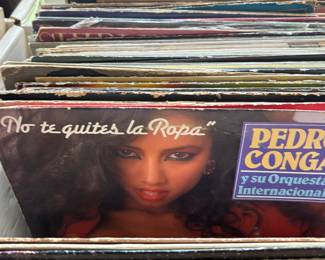 "No te quites la Ropa"
PEDRO
CONGA
y su Orquesta
Internacional